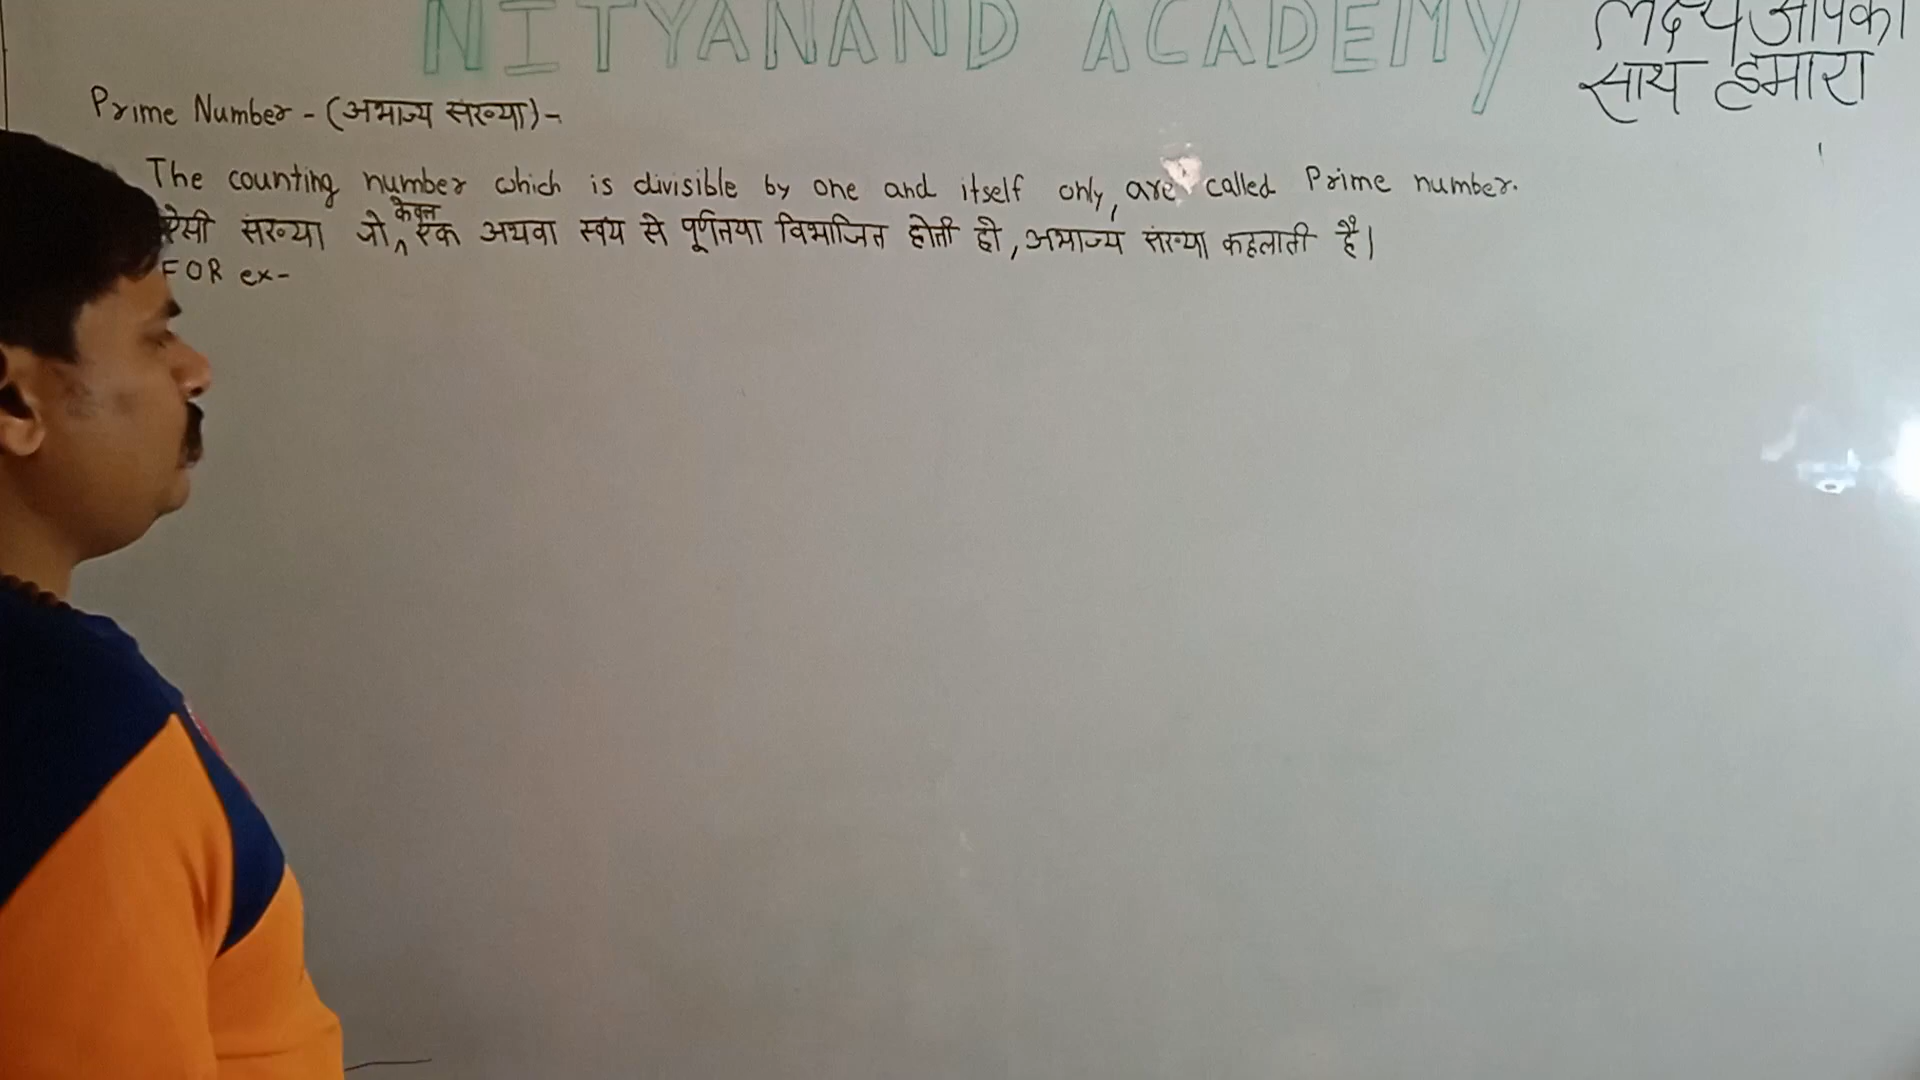 NITYANAND ACADEMY
लक्ष्य आपका
साथ हमारा
Prime Number - (अभाज्य संख्या) -
The counting number which is divisible by one and itself only, are called Prime number.
ऐसी संख्या जो केवल एक अथवा स्वयं से पूर्णतया विभाजित होती हो, अभाज्य संख्या कहलाती है।
FOR ex-